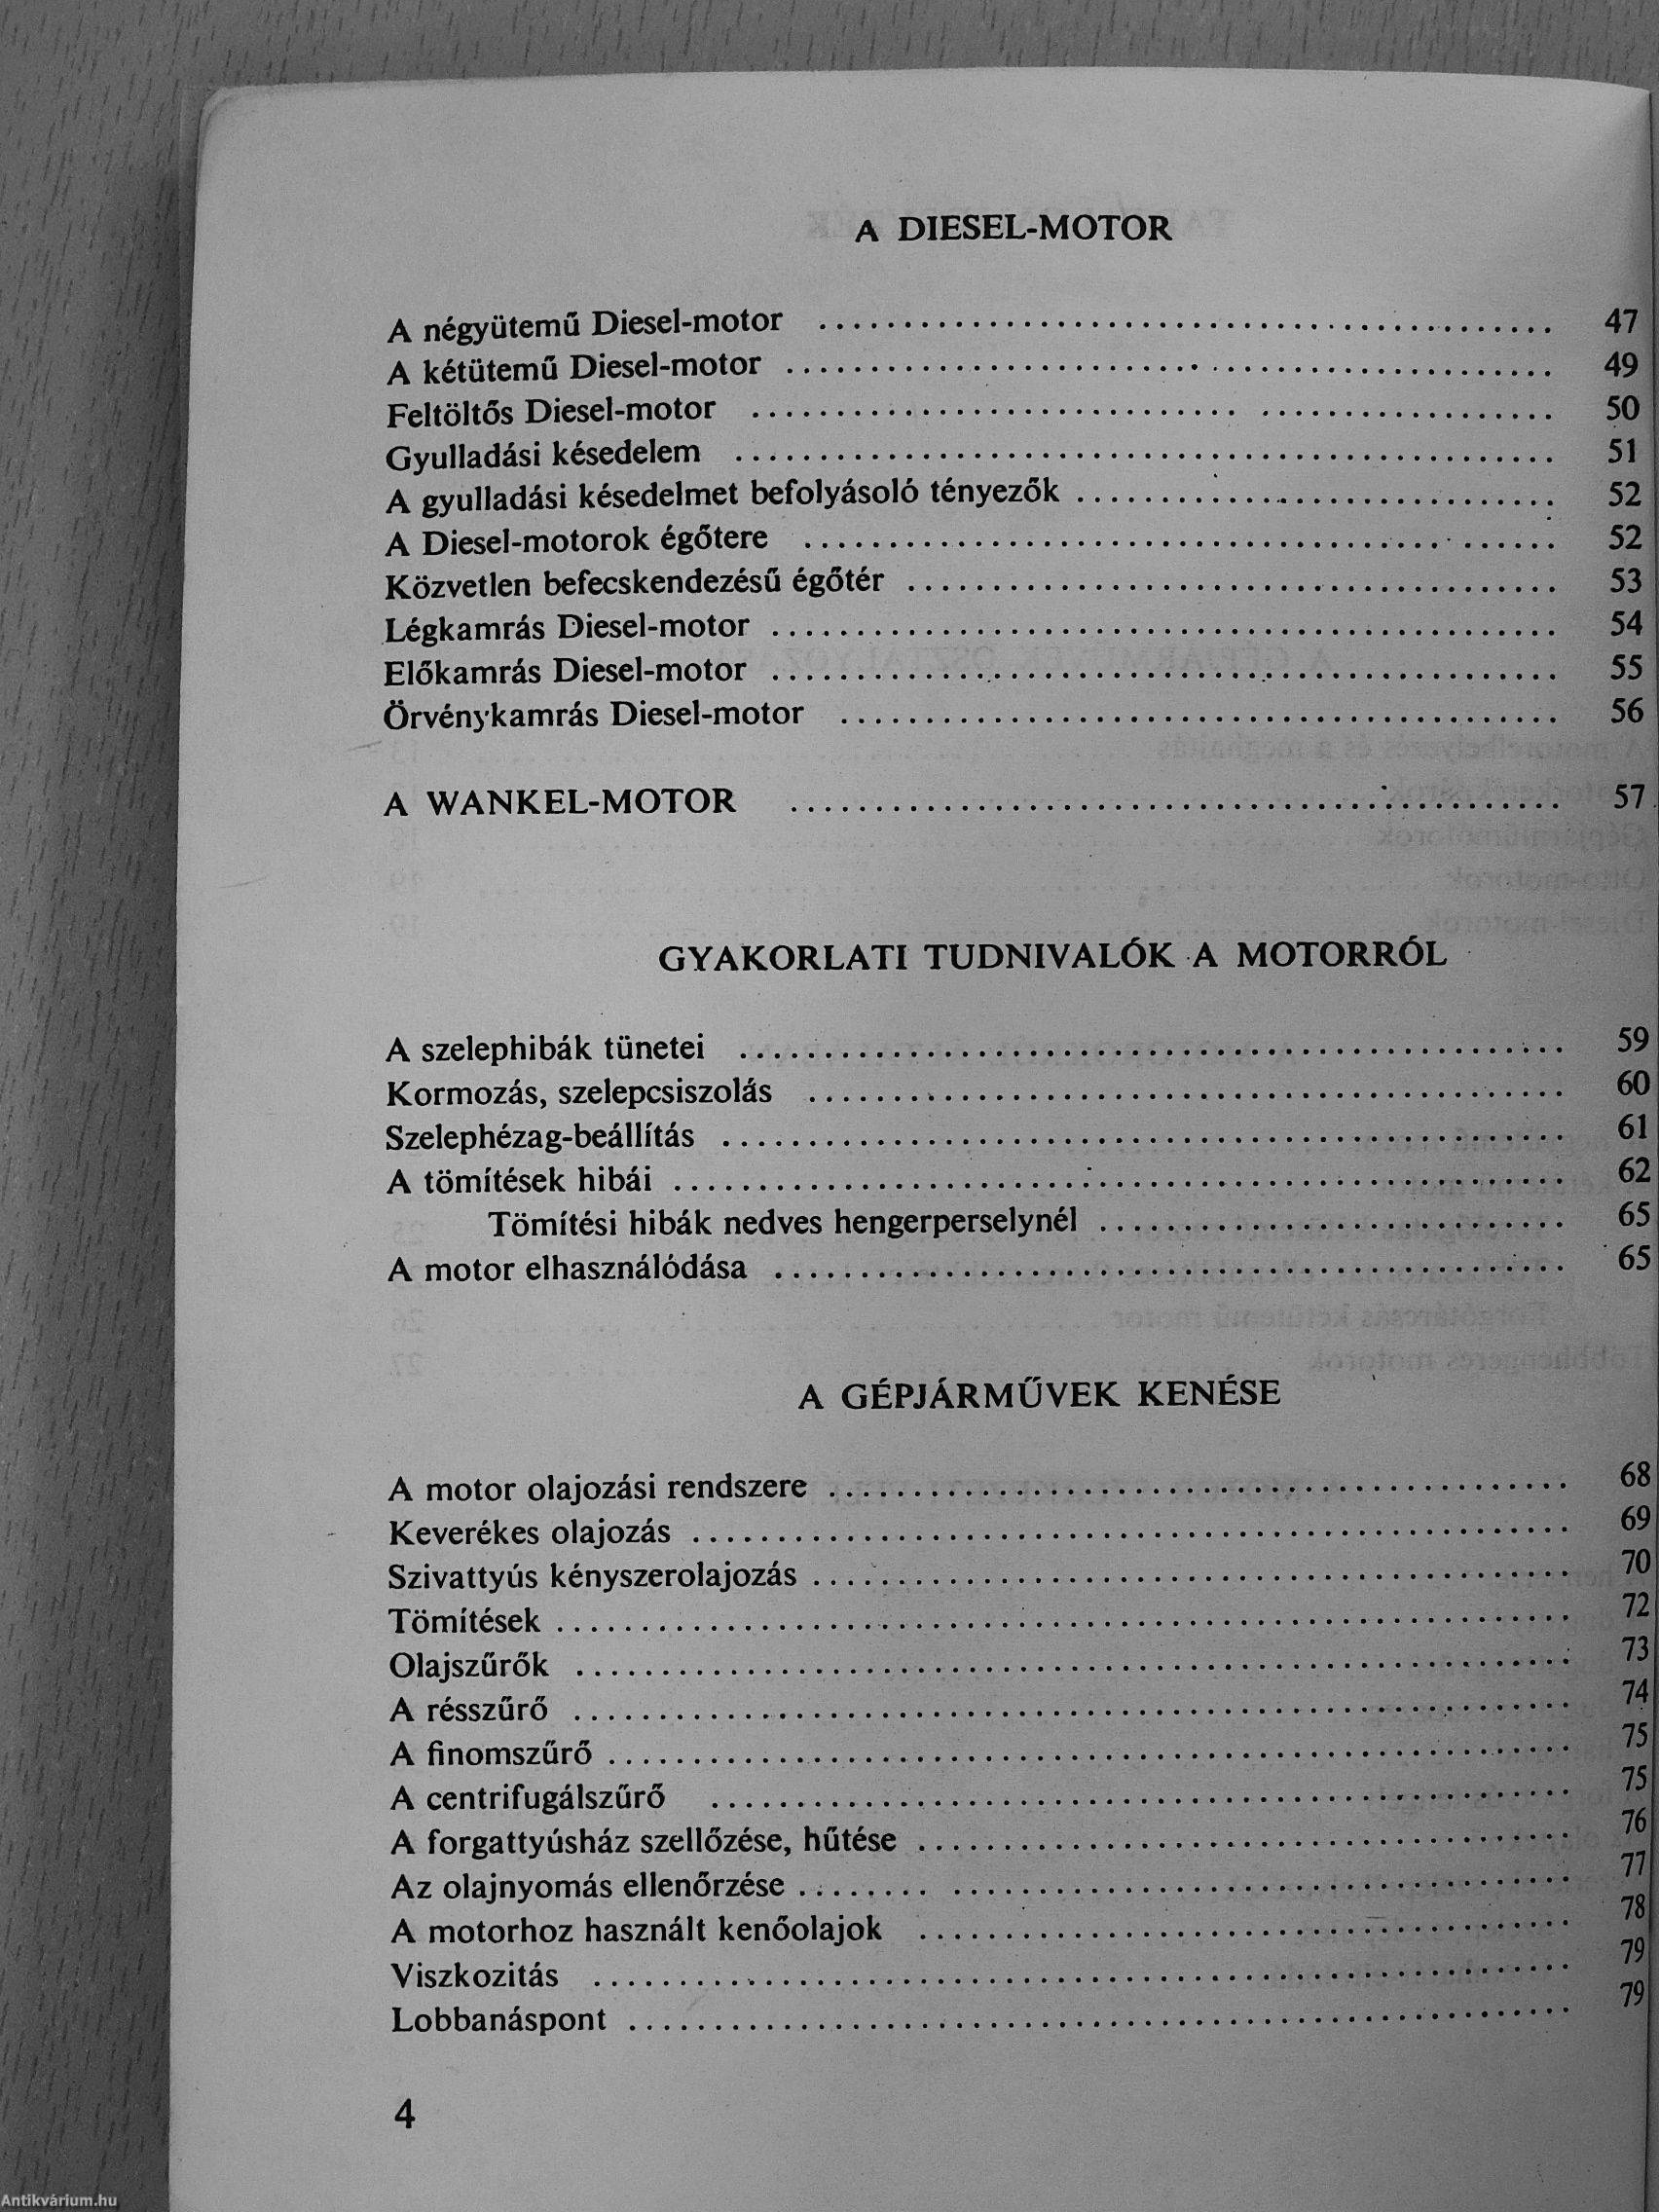 A DIESEL-MOTOR
A négyütemű Diesel-motor ........................................ 47
A kétütemű Diesel-motor ........................................ 49
Feltöltős Diesel-motor ........................................ 50
Gyulladási késedelem ........................................ 51
A gyulladási késedelmet befolyásoló tényezők ........................................ 52
A Diesel-motorok égőtere ........................................ 52
Közvetlen befecskendezésű égőtér ........................................ 53
Légkamrás Diesel-motor ........................................ 54
Előkamrás Diesel-motor ........................................ 55
Örvénykamrás Diesel-motor ........................................ 56
A WANKEL-MOTOR ........................................ 57
GYAKORLATI TUDNIVALÓK A MOTORRÓL
A szelephibák tünetei ........................................ 59
Kormozás, szelepcsiszolás ........................................ 60
Szelephézag-beállítás ........................................ 61
A tömítések hibái ........................................ 62
Tömítési hibák nedves hengerperselynél ........................................ 65
A motor elhasználódása ........................................ 65
A GÉPJÁRMŰVEK KENÉSE
A motor olajozási rendszere ........................................ 68
Keverékes olajozás ........................................ 69
Szivattyús kényszerolajozás ........................................ 70
Tömítések ........................................ 72
Olajszűrők ........................................ 73
A résszűrő ........................................ 74
A finomszűrő ........................................ 75
A centrifugálszűrő ........................................ 75
A forgattyúsház szellőzése, hűtése ........................................ 76
Az olajnyomás ellenőrzése ........................................ 77
A motorhoz használt kenőolajok ........................................ 78
Viszkozitás ........................................ 79
Lobbanáspont ........................................ 79
4
Antikvárium.hu